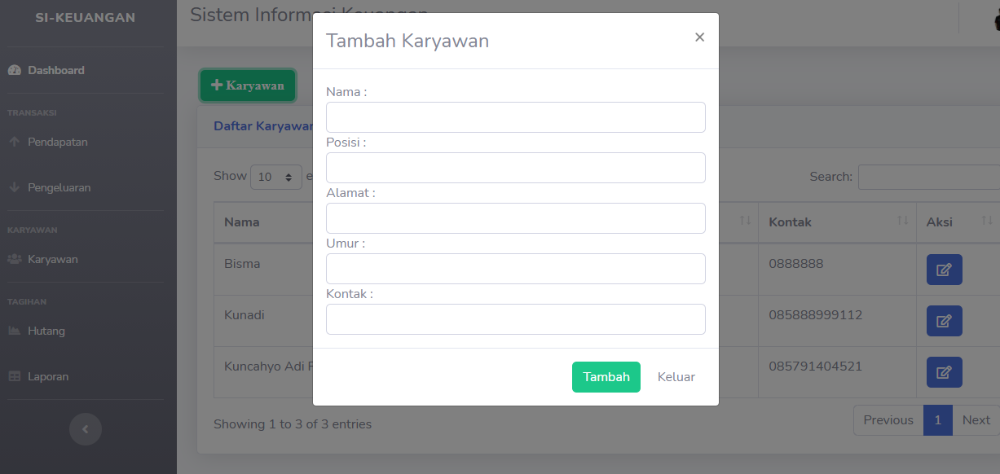 SI-KEUANGAN
Dashboard
TRANSAKSI
Pendapatan
Pengeluaran
KARYAWAN
Karyawan
TAGIHAN
Hutang
Laporan
Sistem Informasi Keuangan
Karyawan
Daftar Karyawan
Show 10
Search:
Nama Kontak Aksi
Bisma 0888888
Kunadi 085888999112
Kuncahyo Adi 085791404521
Showing 1 to 3 of 3 entries
Previous 1 Next
Tambah Karyawan
×
Nama :
Posisi :
Alamat :
Umur :
Kontak :
Tambah Keluar